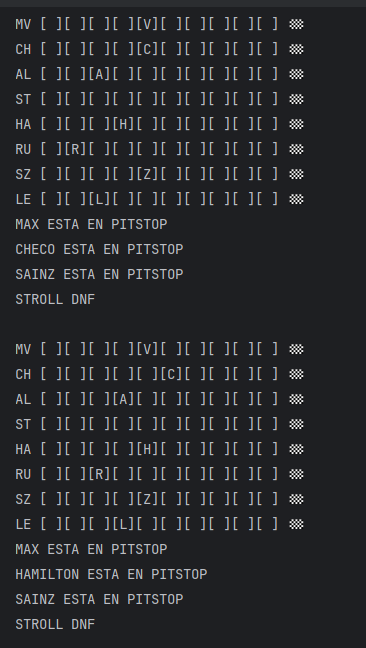 MV [ ][ ][ ][ ][V][ ][ ][ ][ ][ ] 🏁
CH [ ][ ][ ][ ][C][ ][ ][ ][ ][ ] 🏁
AL [ ][ ][A][ ][ ][ ][ ][ ][ ][ ] 🏁
ST [ ][ ][ ][ ][ ][ ][ ][ ][ ][ ] 🏁
HA [ ][ ][ ][H][ ][ ][ ][ ][ ][ ] 🏁
RU [ ][R][ ][ ][ ][ ][ ][ ][ ][ ] 🏁
SZ [ ][ ][ ][ ][Z][ ][ ][ ][ ][ ] 🏁
LE [ ][ ][L][ ][ ][ ][ ][ ][ ][ ] 🏁
MAX ESTA EN PITSTOP
CHECO ESTA EN PITSTOP
SAINZ ESTA EN PITSTOP
STROLL DNF
MV [ ][ ][ ][ ][V][ ][ ][ ][ ][ ] 🏁
CH [ ][ ][ ][ ][ ][C][ ][ ][ ][ ] 🏁
AL [ ][ ][ ][A][ ][ ][ ][ ][ ][ ] 🏁
ST [ ][ ][ ][ ][ ][ ][ ][ ][ ][ ] 🏁
HA [ ][ ][ ][ ][H][ ][ ][ ][ ][ ] 🏁
RU [ ][ ][R][ ][ ][ ][ ][ ][ ][ ] 🏁
SZ [ ][ ][ ][ ][Z][ ][ ][ ][ ][ ] 🏁
LE [ ][ ][ ][L][ ][ ][ ][ ][ ][ ] 🏁
MAX ESTA EN PITSTOP
HAMILTON ESTA EN PITSTOP
SAINZ ESTA EN PITSTOP
STROLL DNF